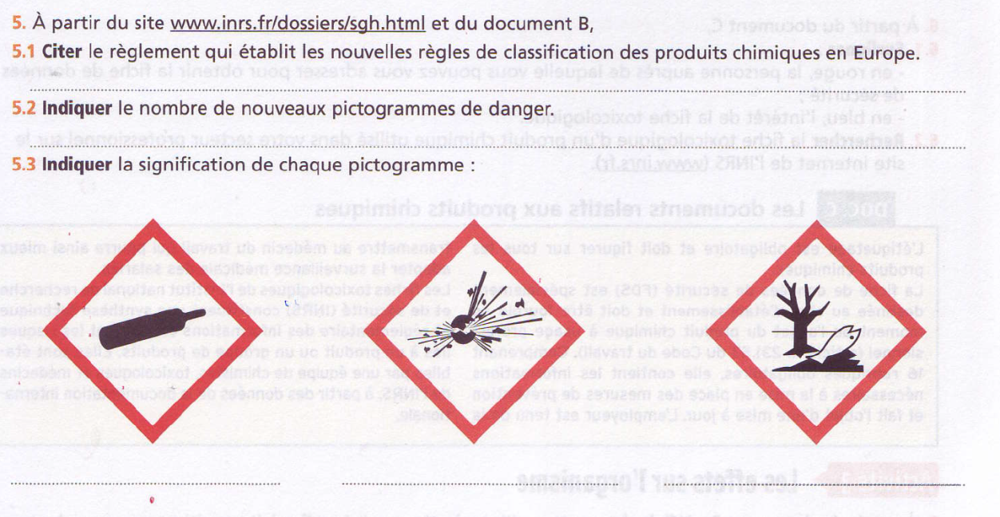 5. À partir du site www.inrs.fr/dossiers/sgh.html et du document B,
5.1 Citer le règlement qui établit les nouvelles règles de classification des produits chimiques en Europe.
5.2 Indiquer le nombre de nouveaux pictogrammes de danger.
5.3 Indiquer la signification de chaque pictogramme :